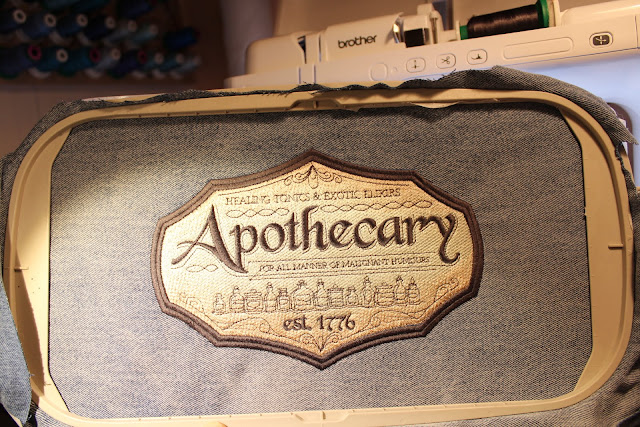 brother
HEALING TONICS & EXOTIC ELIXIRS
Apothecary
FOR ALL MANNER OF MALIGNANT HUMOURS
est. 1776